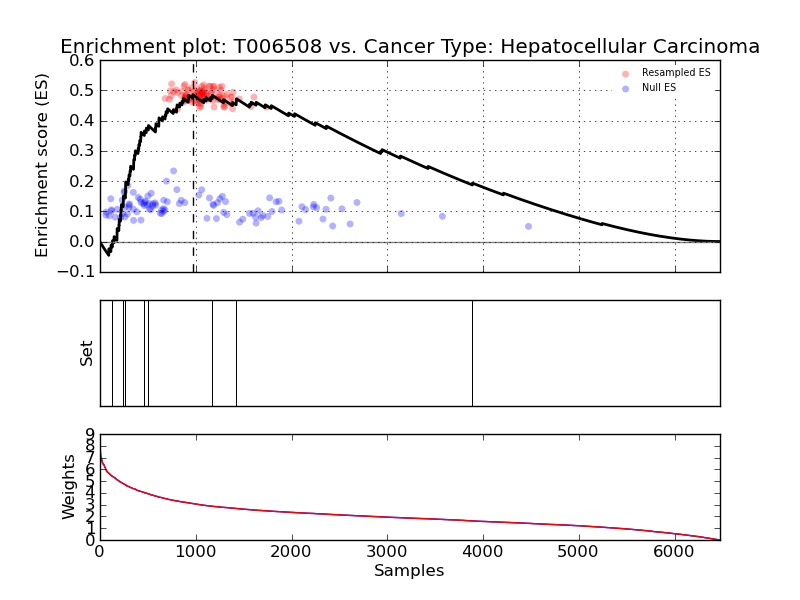 Enrichment plot: T006508 vs. Cancer Type: Hepatocellular Carcinoma
0.6
0.5
0.4
0.3
0.2
0.1
0.0
−0.1
Enrichment score (ES)
Resampled ES
Null ES
Set
9
8
7
6
5
4
3
2
1
0
Weights
0 1000 2000 3000 4000 5000 6000
Samples